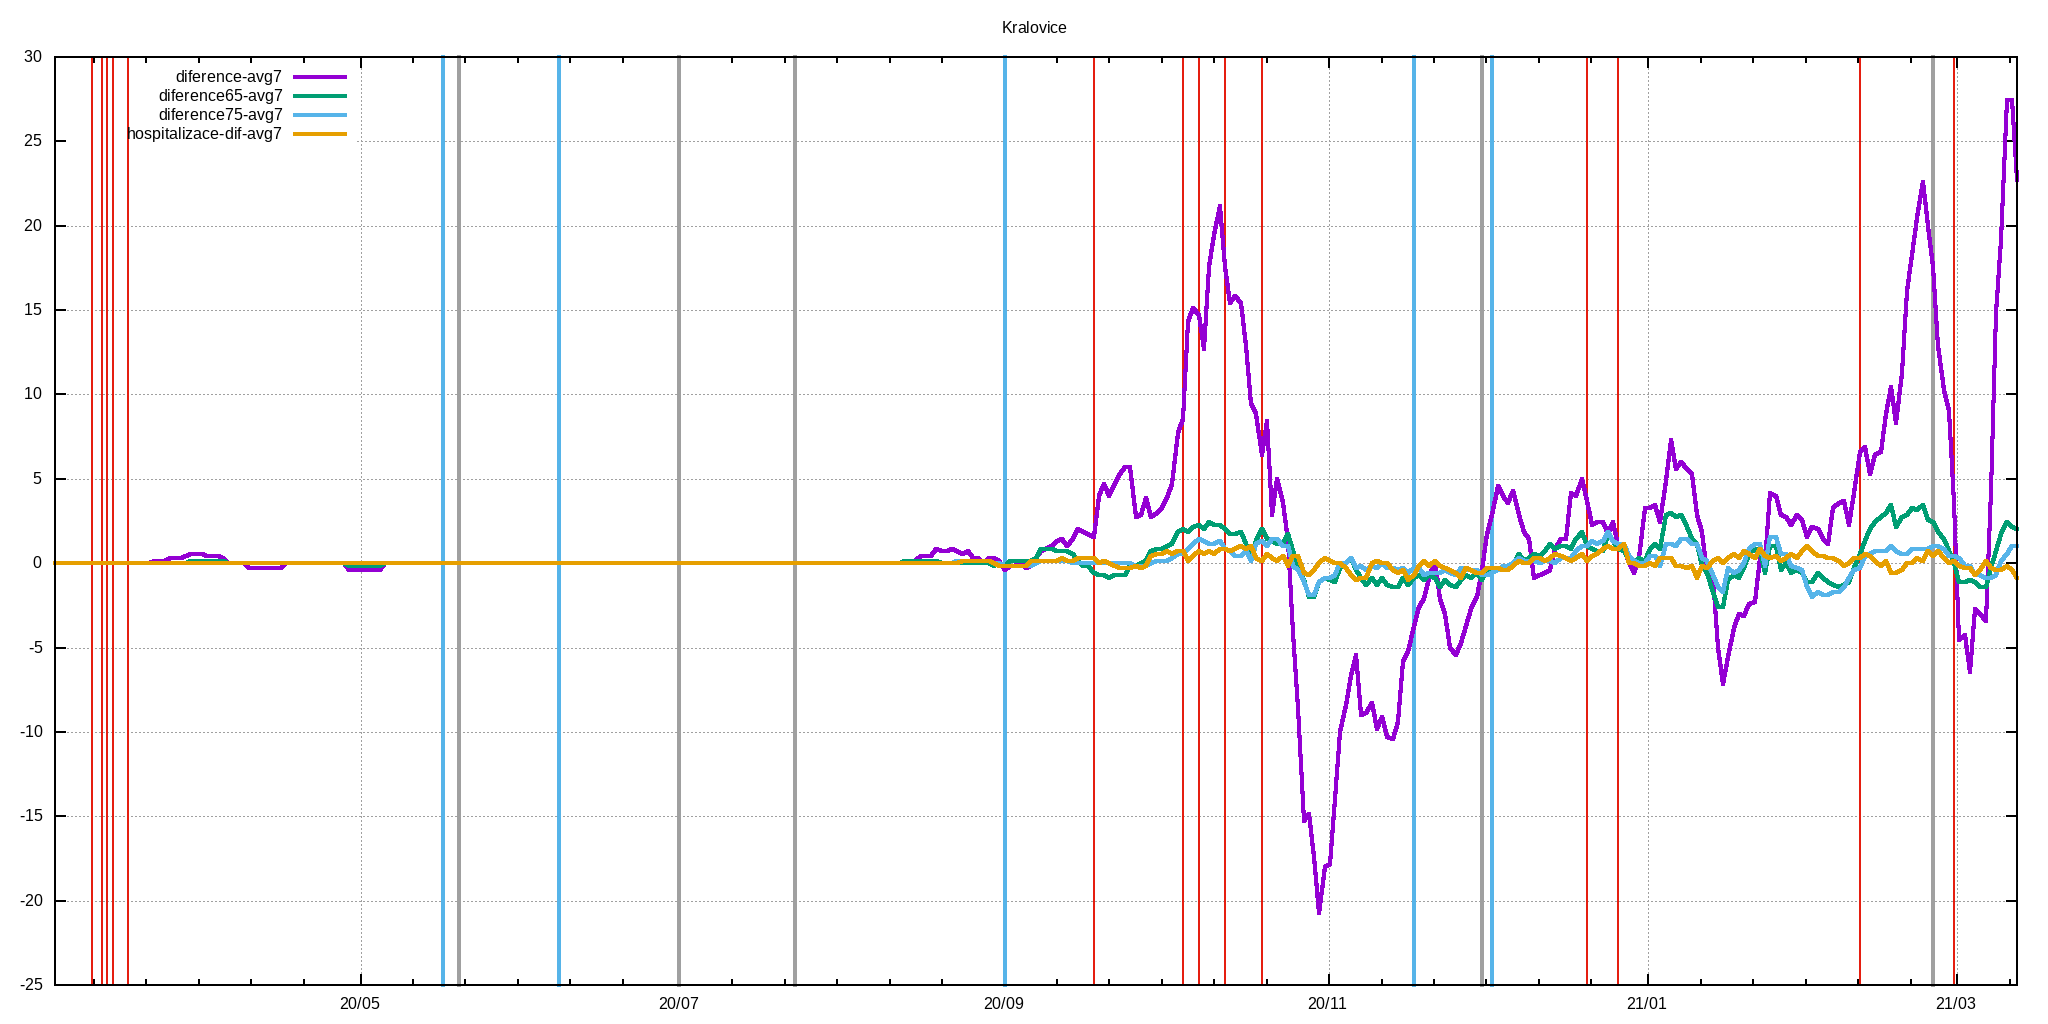 Kralovice
diference-avg7
diference65-avg7
diference75-avg7
hospitalizace-dif-avg7
30
25
20
15
10
5
0
-5
-10
-15
-20
-25
20/05 20/07 20/09 20/11 21/01 21/03